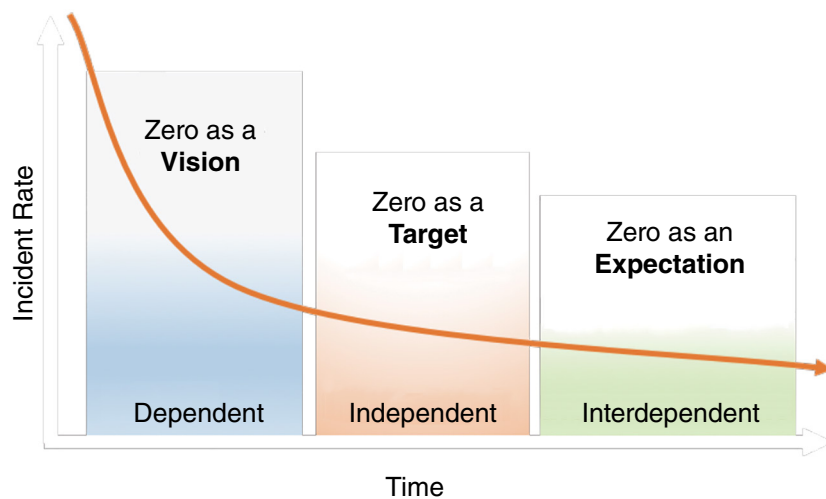 Incident Rate
Zero as a
Vision
Dependent
Zero as a
Target
Independent
Zero as an
Expectation
Interdependent
Time